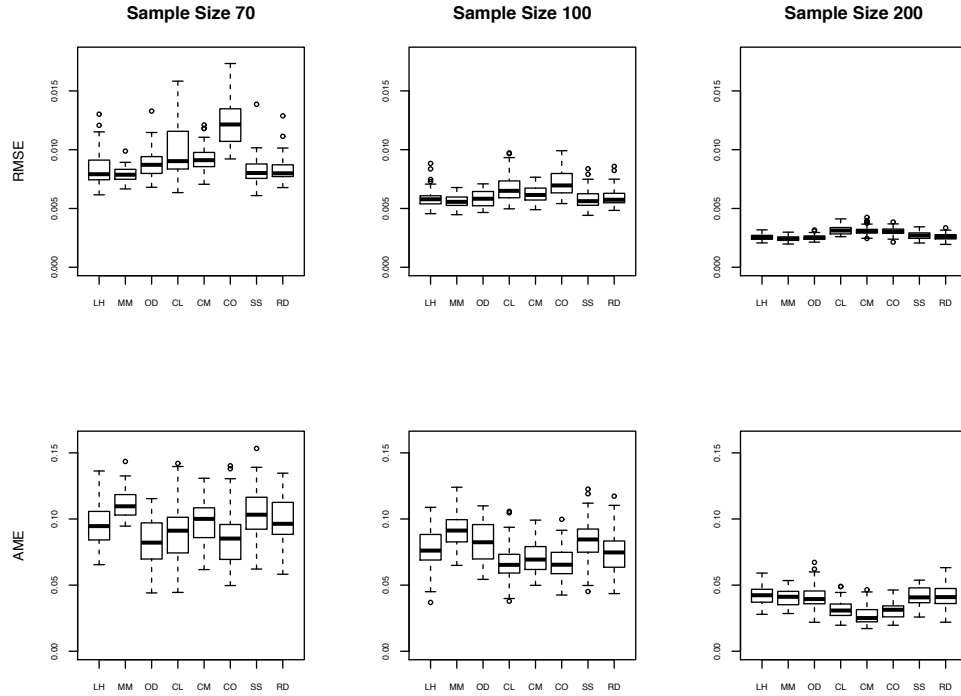 Sample Size 70
Sample Size 100
Sample Size 200
RMSE
0.015
0.010
0.005
0.000
LH MM OD CL CM CO SS RD
0.015
0.010
0.005
0.000
LH MM OD CL CM CO SS RD
0.015
0.010
0.005
0.000
LH MM OD CL CM CO SS RD
AME
0.15
0.10
0.05
0.00
LH MM OD CL CM CO SS RD
0.15
0.10
0.05
0.00
LH MM OD CL CM CO SS RD
0.15
0.10
0.05
0.00
LH MM OD CL CM CO SS RD